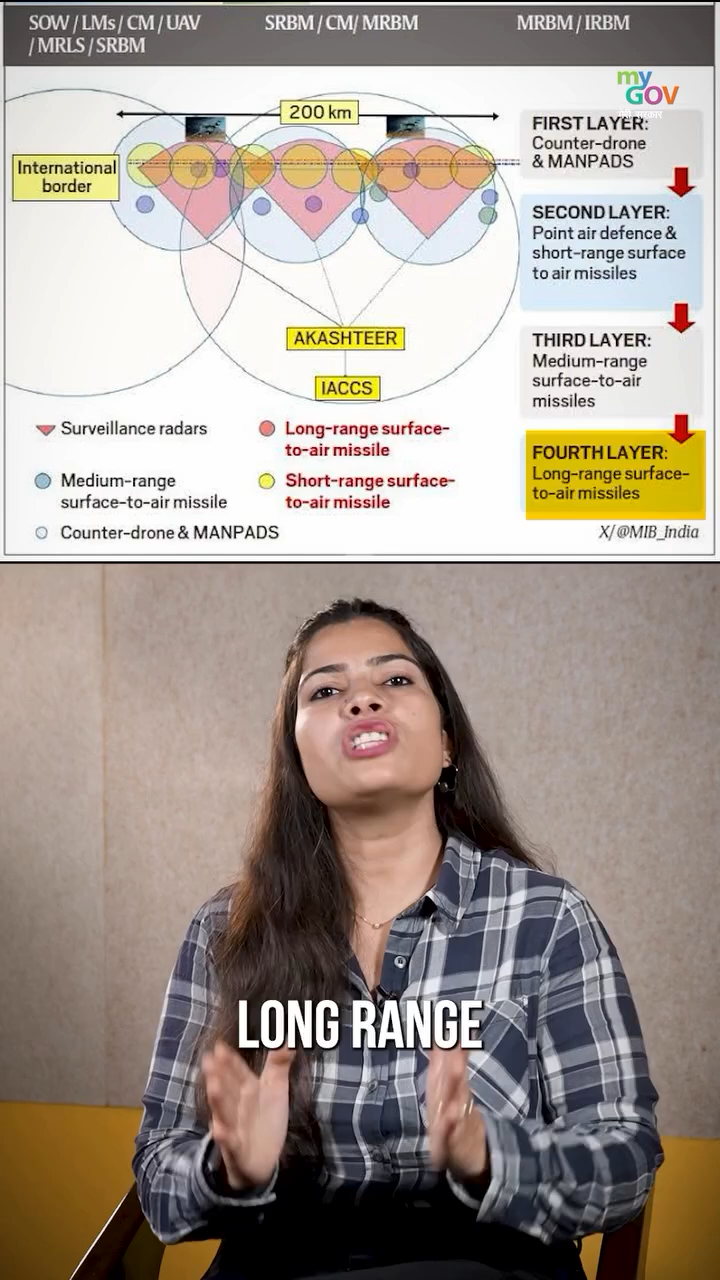 SOW / LMs / CM / UAV
/ MRLS / SRBM
SRBM / CM/ MRBM
MRBM / IRBM
my
GOV
मेरी सरकार
200 km
International
border
AKASHTEER
IACCS
FIRST LAYER:
Counter-drone
& MANPADS
SECOND LAYER:
Point air defence &
short-range surface
to air missiles
THIRD LAYER:
Medium-range
surface-to-air
missiles
FOURTH LAYER:
Long-range surface-
to-air missiles
Surveillance radars
Long-range surface-
to-air missile
Medium-range
surface-to-air missile
Short-range surface-
to-air missile
Counter-drone & MANPADS
X/@MIB_India
LONG RANGE